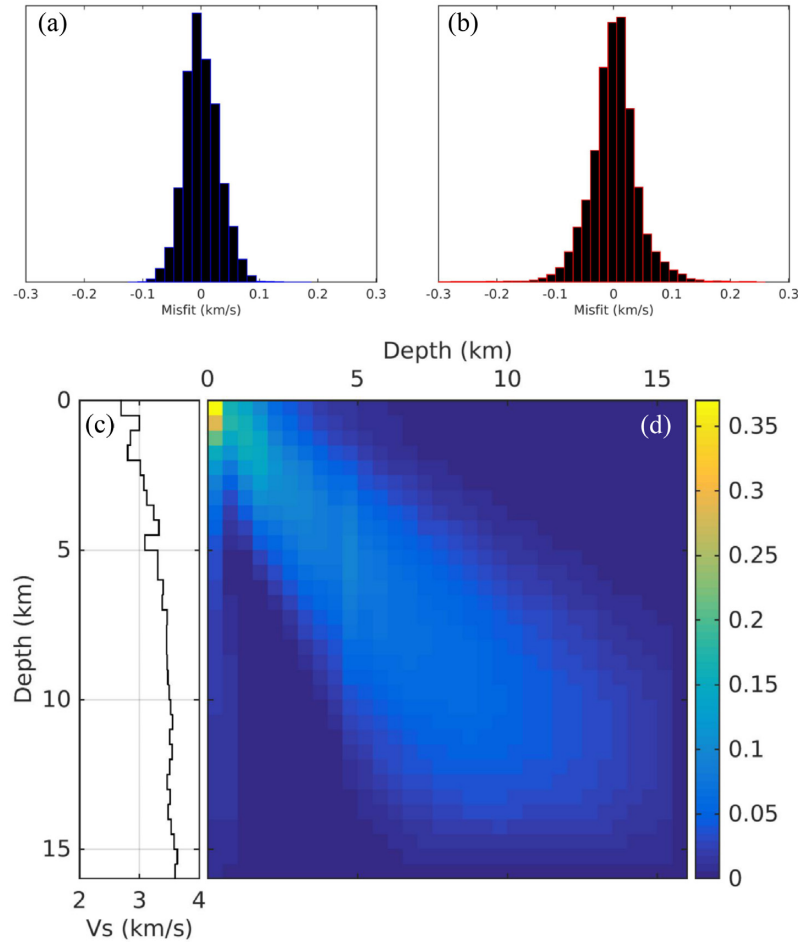 (a) (b)
-0.3 -0.2 -0.1 0 0.1 0.2 0.3 -0.3 -0.2 -0.1 0 0.1 0.2 0.3
Misfit (km/s) Misfit (km/s)
Depth (km)
0 5 10 15
0 (c) (d) 0.35
0.3
0.25
5
0.2
Depth (km)
0.15
10
0.1
0.05
15
0
2 3 4
Vs (km/s)